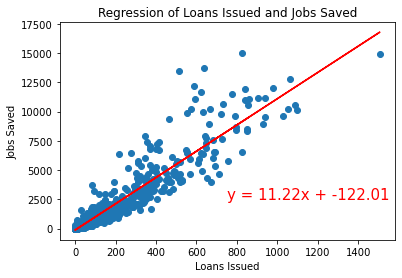 Regression of Loans Issued and Jobs Saved
17500
15000
12500
10000
7500
5000
2500
0
Jobs Saved
y = 11.22x + -122.01
0 200 400 600 800 1000 1200 1400
Loans Issued